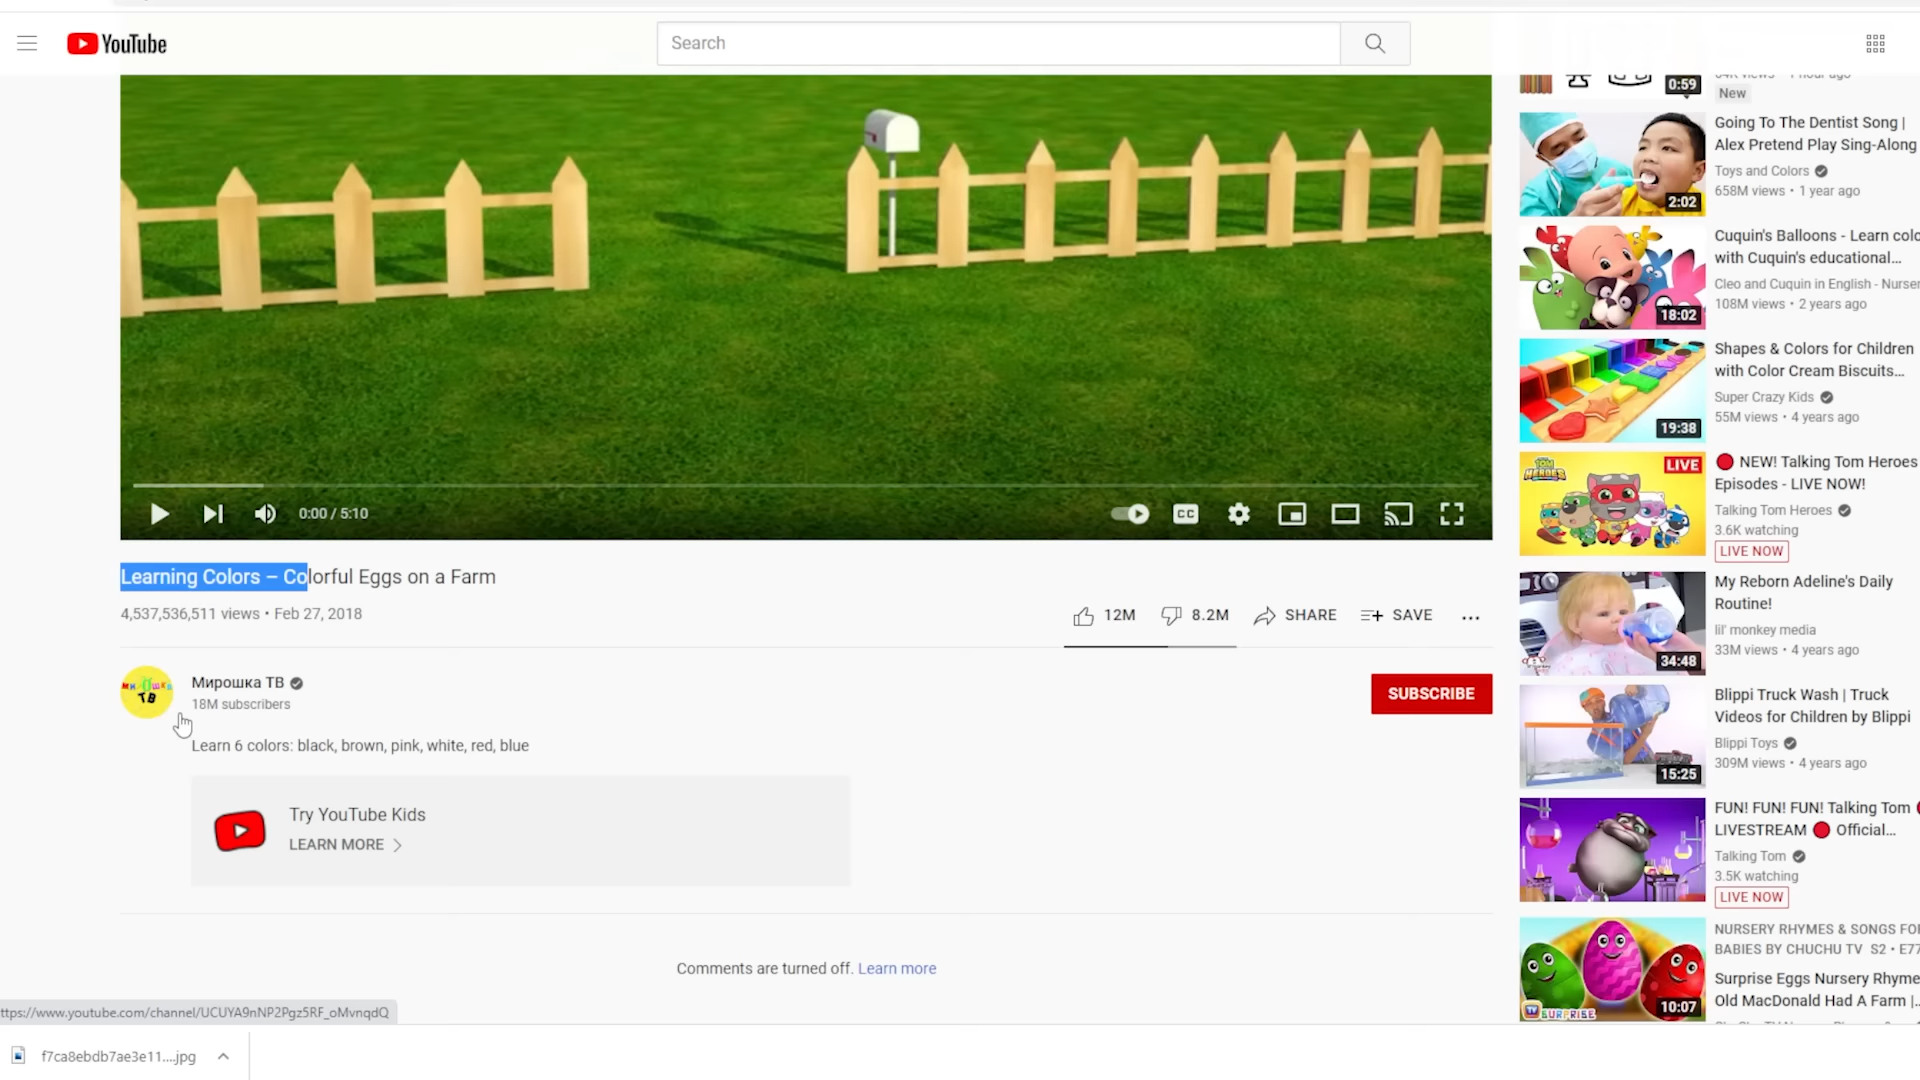 YouTube
Search
0:00 / 5:10
CC
Learning Colors – Colorful Eggs on a Farm
4,537,536,511 views • Feb 27, 2018
12M
8.2M
SHARE
SAVE
...
МИРОШКА
ТВ
Мирошка ТВ
18M subscribers
SUBSCRIBE
Learn 6 colors: black, brown, pink, white, red, blue
Try YouTube Kids
LEARN MORE
Comments are turned off. Learn more
0:59
New
Going To The Dentist Song |
Alex Pretend Play Sing-Along
Toys and Colors
658M views • 1 year ago
2:02
Cuquin's Balloons - Learn colo
with Cuquin's educational...
Cleo and Cuquin in English - Nurser
108M views • 2 years ago
18:02
Shapes & Colors for Children
with Color Cream Biscuits...
Super Crazy Kids
55M views • 4 years ago
19:38
HEROES
LIVE
NEW! Talking Tom Heroes
Episodes - LIVE NOW!
Talking Tom Heroes
3.6K watching
LIVE NOW
My Reborn Adeline's Daily
Routine!
lil' monkey media
33M views • 4 years ago
34:48
Blippi Truck Wash | Truck
Videos for Children by Blippi
Blippi Toys
309M views • 4 years ago
15:25
FUN! FUN! FUN! Talking Tom
LIVESTREAM Official...
Talking Tom
3.5K watching
LIVE NOW
NURSERY RHYMES & SONGS FO
BABIES BY CHUCHU TV S2 • E77
Surprise Eggs Nursery Rhyme
Old MacDonald Had A Farm |...
10:07
SURPRISE
ttps://www.youtube.com/channel/UCUYA9nNP2Pgz5RF_oMvnqdQ
f7ca8ebdb7ae3e11....jpg